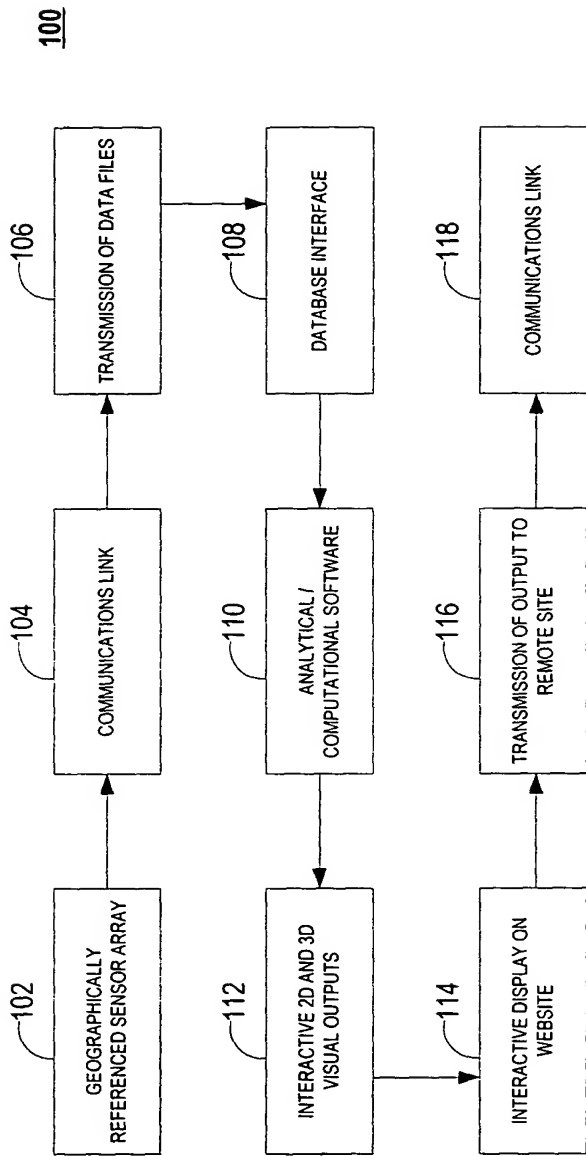 100
102
GEOGRAPHICALLY
REFERENCED SENSOR ARRAY
104
COMMUNICATIONS LINK
106
TRANSMISSION OF DATA FILES
108
DATABASE INTERFACE
110
ANALYTICAL /
COMPUTATIONAL SOFTWARE
112
INTERACTIVE 2D AND 3D
VISUAL OUTPUTS
114
INTERACTIVE DISPLAY ON
WEBSITE
116
TRANSMISSION OF OUTPUT TO
REMOTE SITE
118
COMMUNICATIONS LINK